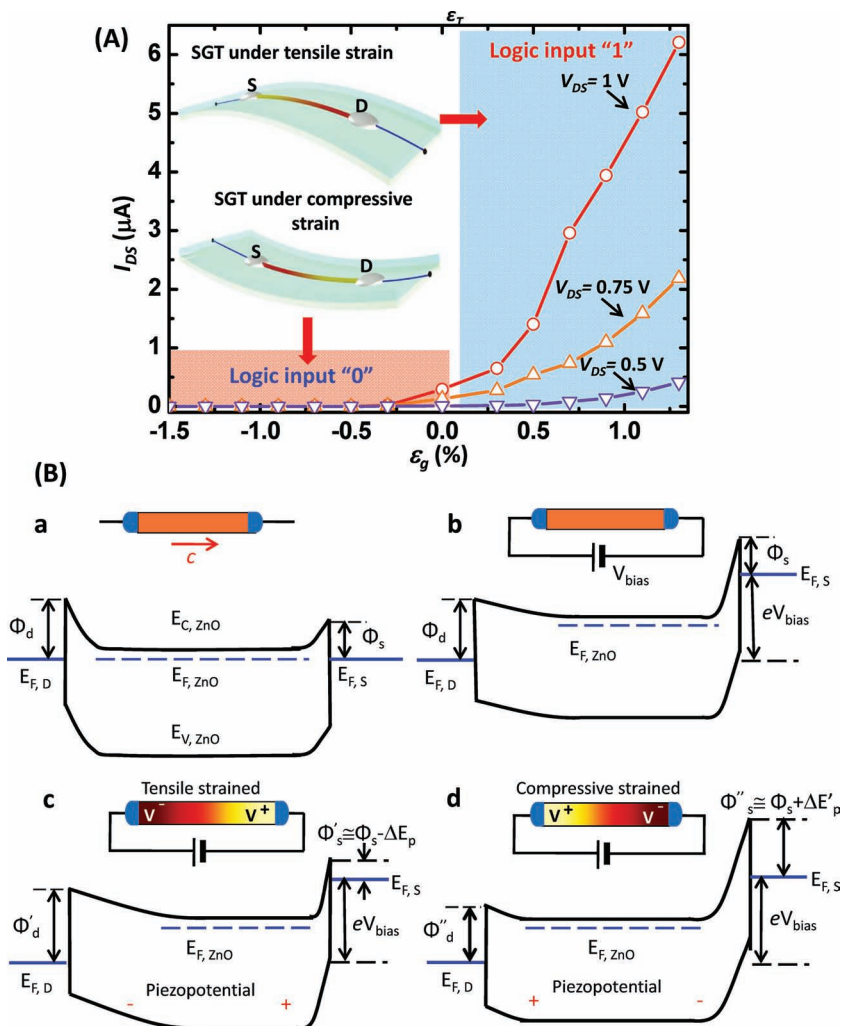 (A)
ε_T
SGT under tensile strain
S
D
Logic input “1”
V_DS= 1 V
SGT under compressive
strain
S
D
V_DS= 0.75 V
V_DS= 0.5 V
Logic input “0”
I_DS (μA)
6
5
4
3
2
1
0
-1.5
-1.0
-0.5
0.0
0.5
1.0
ε_g (%)
(B)
a
c
Φ_d
E_C, ZnO
Φ_s
E_F, D
E_F, ZnO
E_F, S
E_V, ZnO
b
V_bias
Φ_s
E_F, S
Φ_d
eV_bias
E_F, ZnO
E_F, D
c
Tensile strained
V⁻
V⁺
Φ'_s≅Φ_s-ΔE_p
E_F, S
Φ'_d
eV_bias
E_F, ZnO
E_F, D
Piezopotential
-
+
d
Compressive strained
V⁺
V⁻
Φ''_s≅Φ_s+ΔE'_p
E_F, S
Φ''_d
eV_bias
E_F, ZnO
E_F, D
Piezopotential
+
-